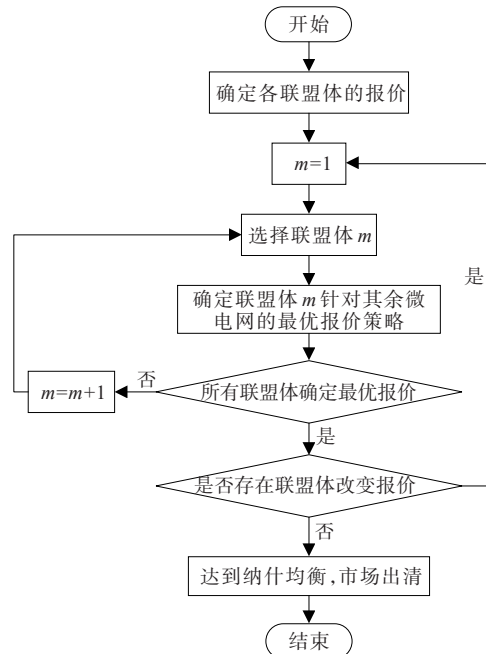 开始
确定各联盟体的报价
m=1
选择联盟体m
是
确定联盟体m针对其余微
电网的最优报价策略
否
m=m+1
所有联盟体确定最优报价
是
是否存在联盟体改变报价
否
达到纳什均衡,市场出清
结束